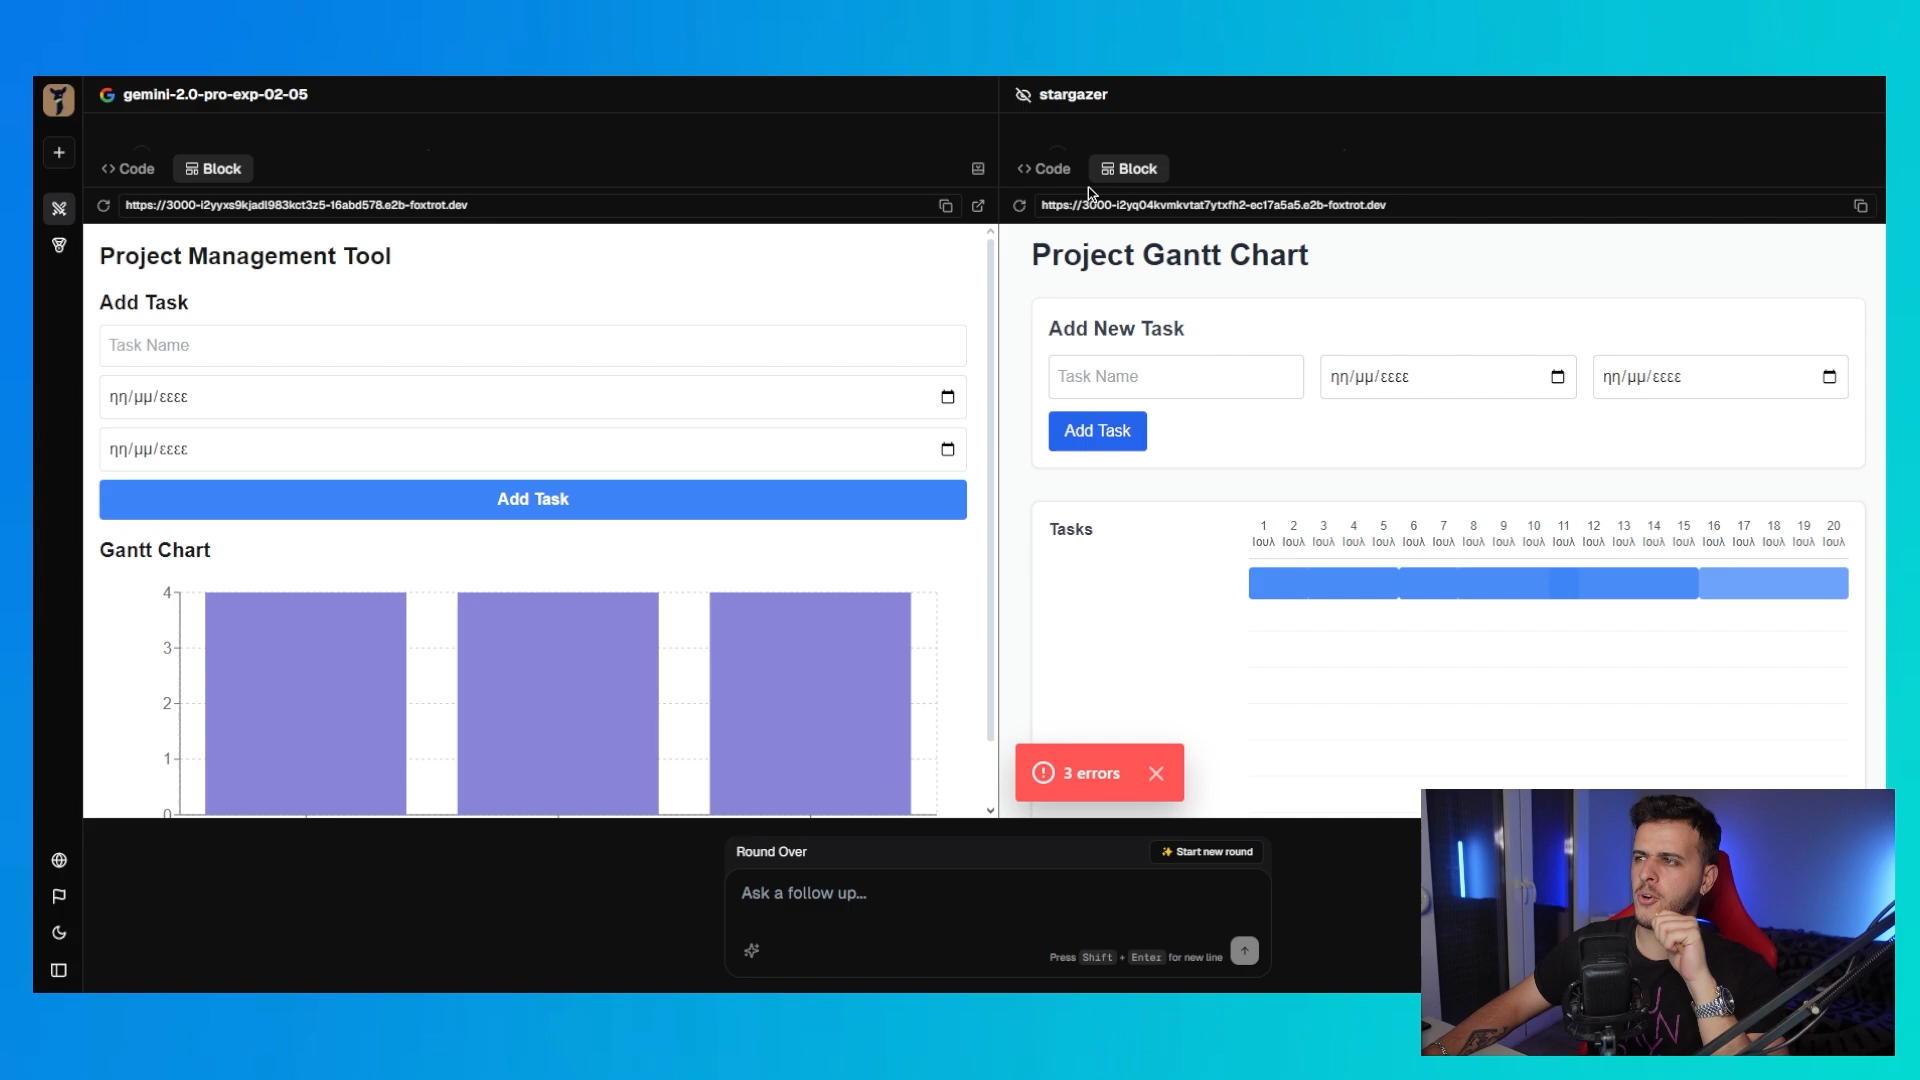 gemini-2.0-pro-exp-02-05
Code
Block
https://3000-i2yyxs9kjadl983kct3z5-16abd578.e2b-foxtrot.dev
Project Management Tool
Add Task
Task Name
ηη/μμ/εεεε
ηη/μμ/εεεε
Add Task
Gantt Chart
4
3
2
1
0
stargazer
Code
Block
https://3000-i2yq04kvmkvtat7ytxfh2-ec17a5a5.e2b-foxtrot.dev
Project Gantt Chart
Add New Task
Task Name
ηη/μμ/εεεε
ηη/μμ/εεεε
Add Task
Tasks
1 2 3 4 5 6 7 8 9 10 11 12 13 14 15 16 17 18 19 20
Ιουλ Ιουλ Ιουλ Ιουλ Ιουλ Ιουλ Ιουλ Ιουλ Ιουλ Ιουλ Ιουλ Ιουλ Ιουλ Ιουλ Ιουλ Ιουλ Ιουλ Ιουλ Ιουλ Ιουλ
3 errors
Round Over
Start new round
Ask a follow up...
Press Shift + Enter for new line